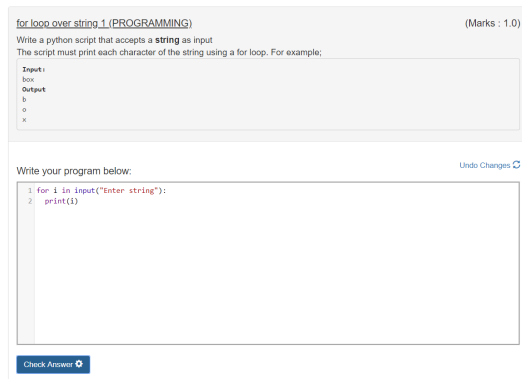 for loop over string 1 (PROGRAMMING)
(Marks : 1.0)
Write a python script that accepts a string as input
The script must print each character of the string using a for loop. For example;
Input:
box
Output
b
o
x
Undo Changes
Write your program below:
1 for i in input("Enter string"):
2   print(i)
Check Answer